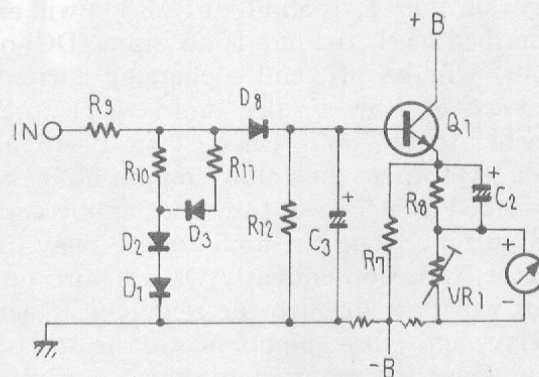 +B
IN R9 D8 Q1
R10 R11
D3
D2
D1
R12 C3 +
R7 R8 + C2
VR1 + -
-B